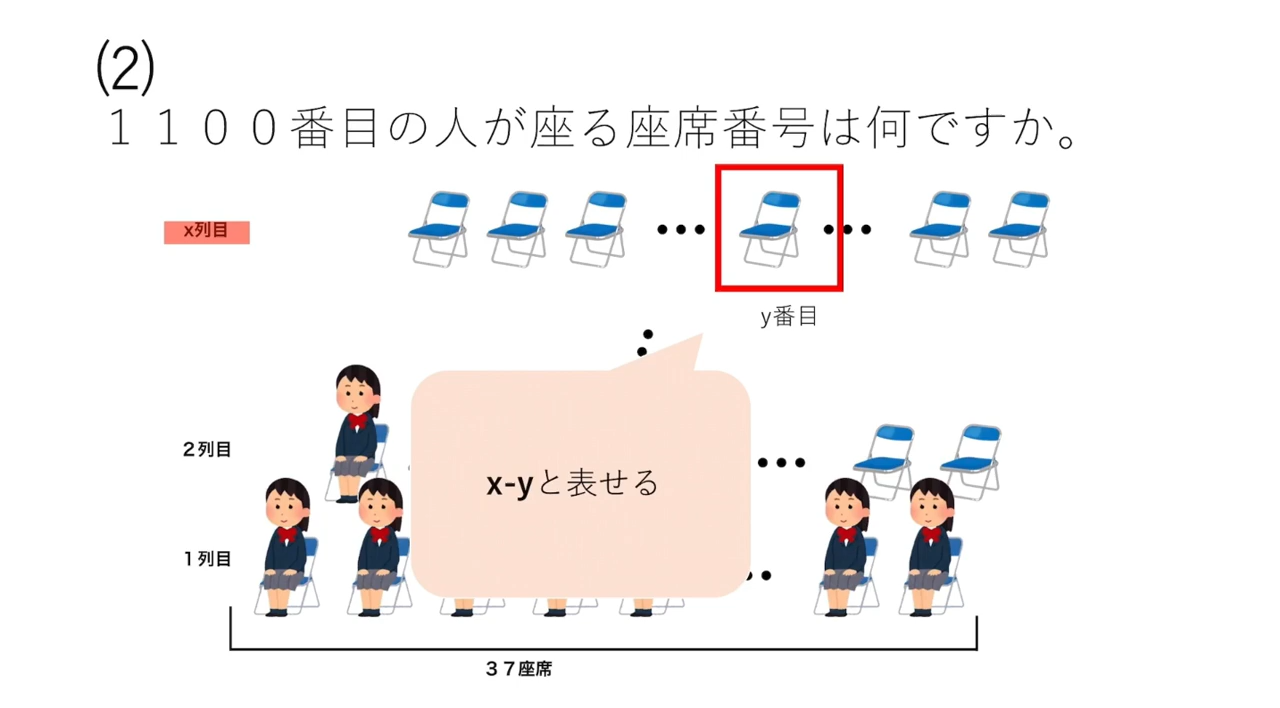 (2)
１１００番目の人が座る座席番号は何ですか。
x列目
y番目
２列目
x-yと表せる
１列目
３７座席